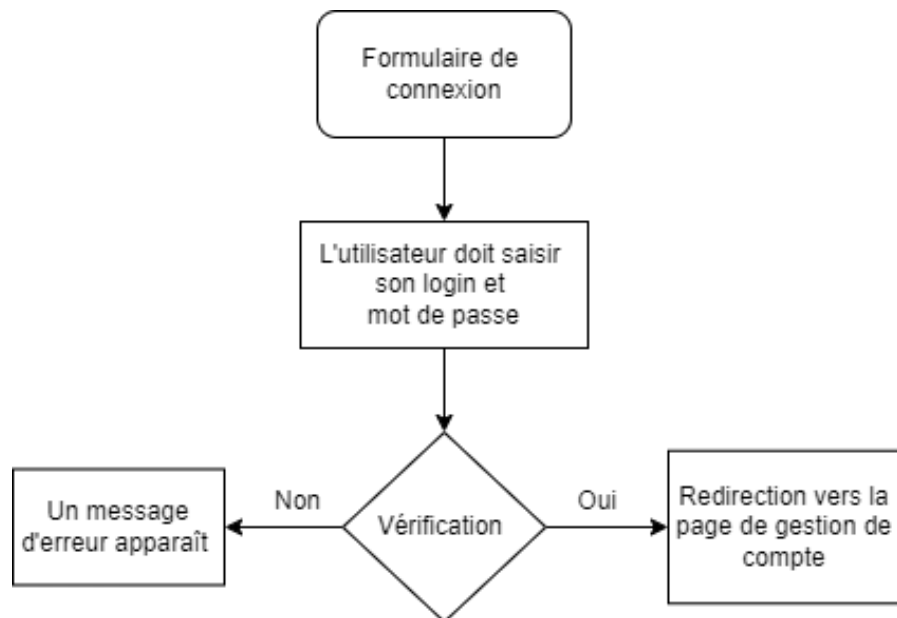 Formulaire de
connexion
L'utilisateur doit saisir
son login et
mot de passe
Non
Oui
Un message
d'erreur apparaît
Vérification
Redirection vers la
page de gestion de
compte